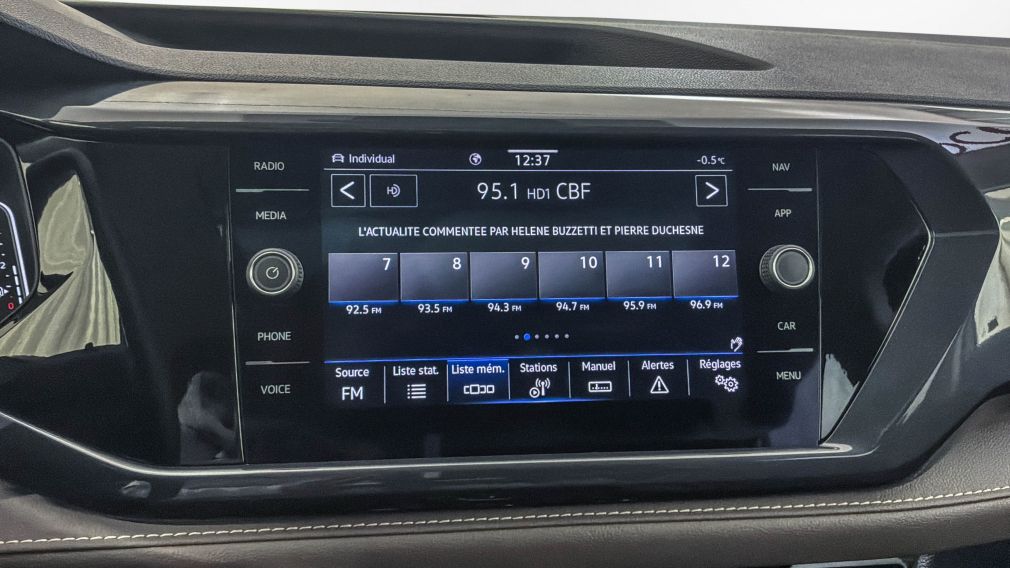 RADIO
MEDIA
PHONE
VOICE
Individual 12:37 -0.5°C
95.1 HD1 CBF
L'ACTUALITE COMMENTEE PAR HELENE BUZZETTI ET PIERRE DUCHESNE
7 8 9 10 11 12
92.5 FM 93.5 FM 94.3 FM 94.7 FM 95.9 FM 96.9 FM
Source Liste stat. Liste mém. Stations Manuel Alertes Réglages
FM
NAV
APP
CAR
MENU
2
0